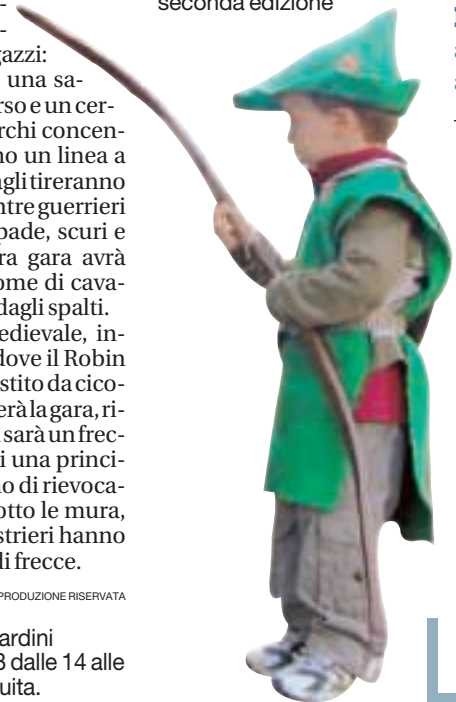 seconda edizione
gazzi:
una sa-
rso e un cer-
rchi concen-
no un linea a
agli tireranno
ntre guerrieri
pade, scuri e
ra gara avrà
ome di cava-
dagli spalti.
edievale, in-
dove il Robin
stito da cico-
erà la gara, ri-
sarà un frec-
i una princi-
no di rievoca-
otto le mura,
strieri hanno
li frecce.
PRODUZIONE RISERVATA
ardini
3 dalle 14 alle
uita.